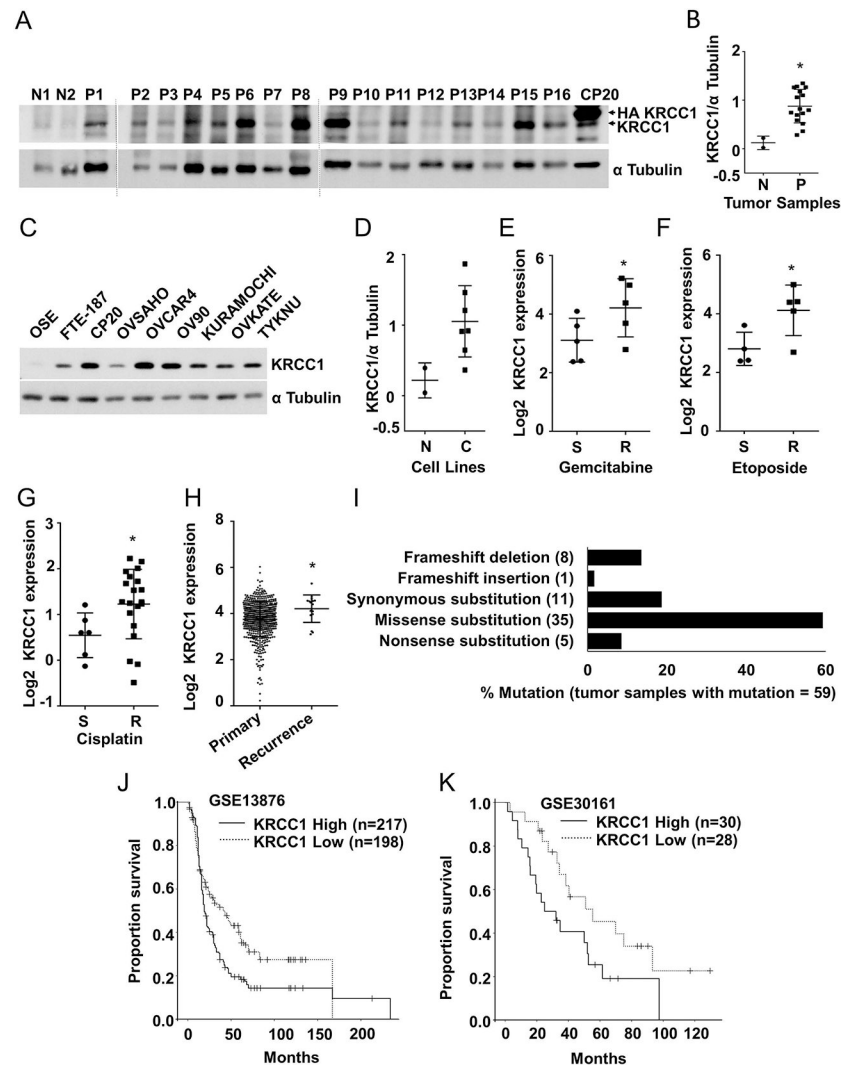 A
N1 N2 P1 P2 P3 P4 P5 P6 P7 P8 P9 P10 P11 P12 P13 P14 P15 P16 CP20
HA KRCC1
KRCC1
α Tubulin
B
KRCC1/α Tubulin
2
1
0
-0.5
*
N P
Tumor Samples
C
OSE
FTE-187
CP20
OVSAHO
OVCAR4
OV90
KURAMOCHI
OVKATE
TYKNU
KRCC1
α Tubulin
D
KRCC1/α Tubulin
2
1
0
-0.5
N C
Cell Lines
E
Log2 KRCC1 expression
6
4
2
0
*
S R
Gemcitabine
F
Log2 KRCC1 expression
6
4
2
0
*
S R
Etoposide
G
Log2 KRCC1 expression
3
2
1
0
-1
*
S R
Cisplatin
H
Log2 KRCC1 expression
8
6
4
2
0
*
Primary
Recurrence
I
Frameshift deletion (8)
Frameshift insertion (1)
Synonymous substitution (11)
Missense substitution (35)
Nonsense substitution (5)
0 20 40 60
% Mutation (tumor samples with mutation = 59)
J
GSE13876
KRCC1 High (n=217)
KRCC1 Low (n=198)
Proportion survival
1.0
0.8
0.6
0.4
0.2
0.0
0 50 100 150 200
Months
K
GSE30161
KRCC1 High (n=30)
KRCC1 Low (n=28)
Proportion survival
1.0
0.8
0.6
0.4
0.2
0.0
0 20 40 60 80 100 120
Months